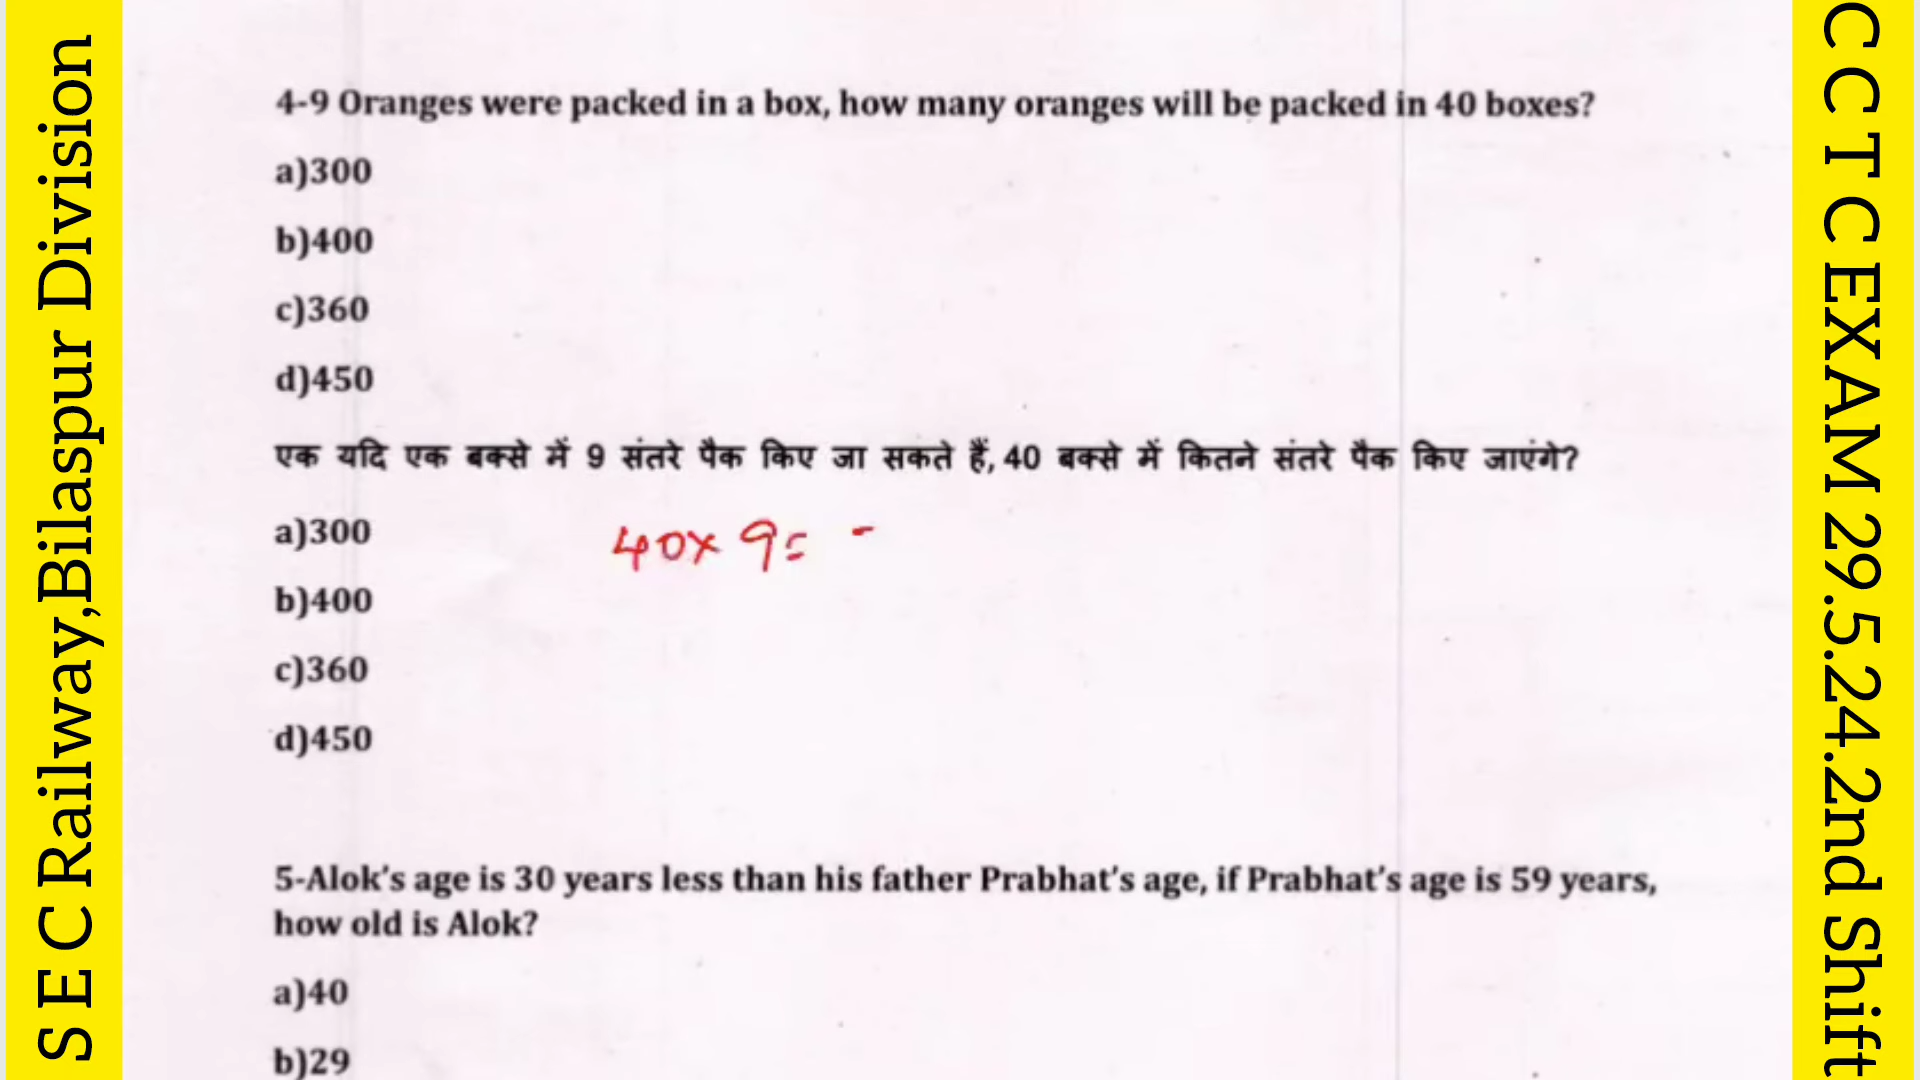 S E C Railway,Bilaspur Division
4-9 Oranges were packed in a box, how many oranges will be packed in 40 boxes?
a)300
b)400
c)360
d)450
एक यदि एक बक्से में 9 संतरे पैक किए जा सकते हैं, 40 बक्से में कितने संतरे पैक किए जाएंगे?
a)300
40x 9=
b)400
c)360
d)450
5-Alok's age is 30 years less than his father Prabhat's age, if Prabhat's age is 59 years,
how old is Alok?
a)40
b)29
C C T C EXAM 29.5.24.2nd Shift